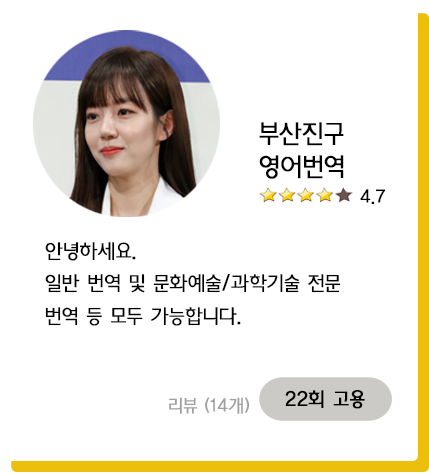 부산진구
영어번역
4.7
안녕하세요.
일반 번역 및 문화예술/과학기술 전문
번역 등 모두 가능합니다.
리뷰 (14개)
22회 고용